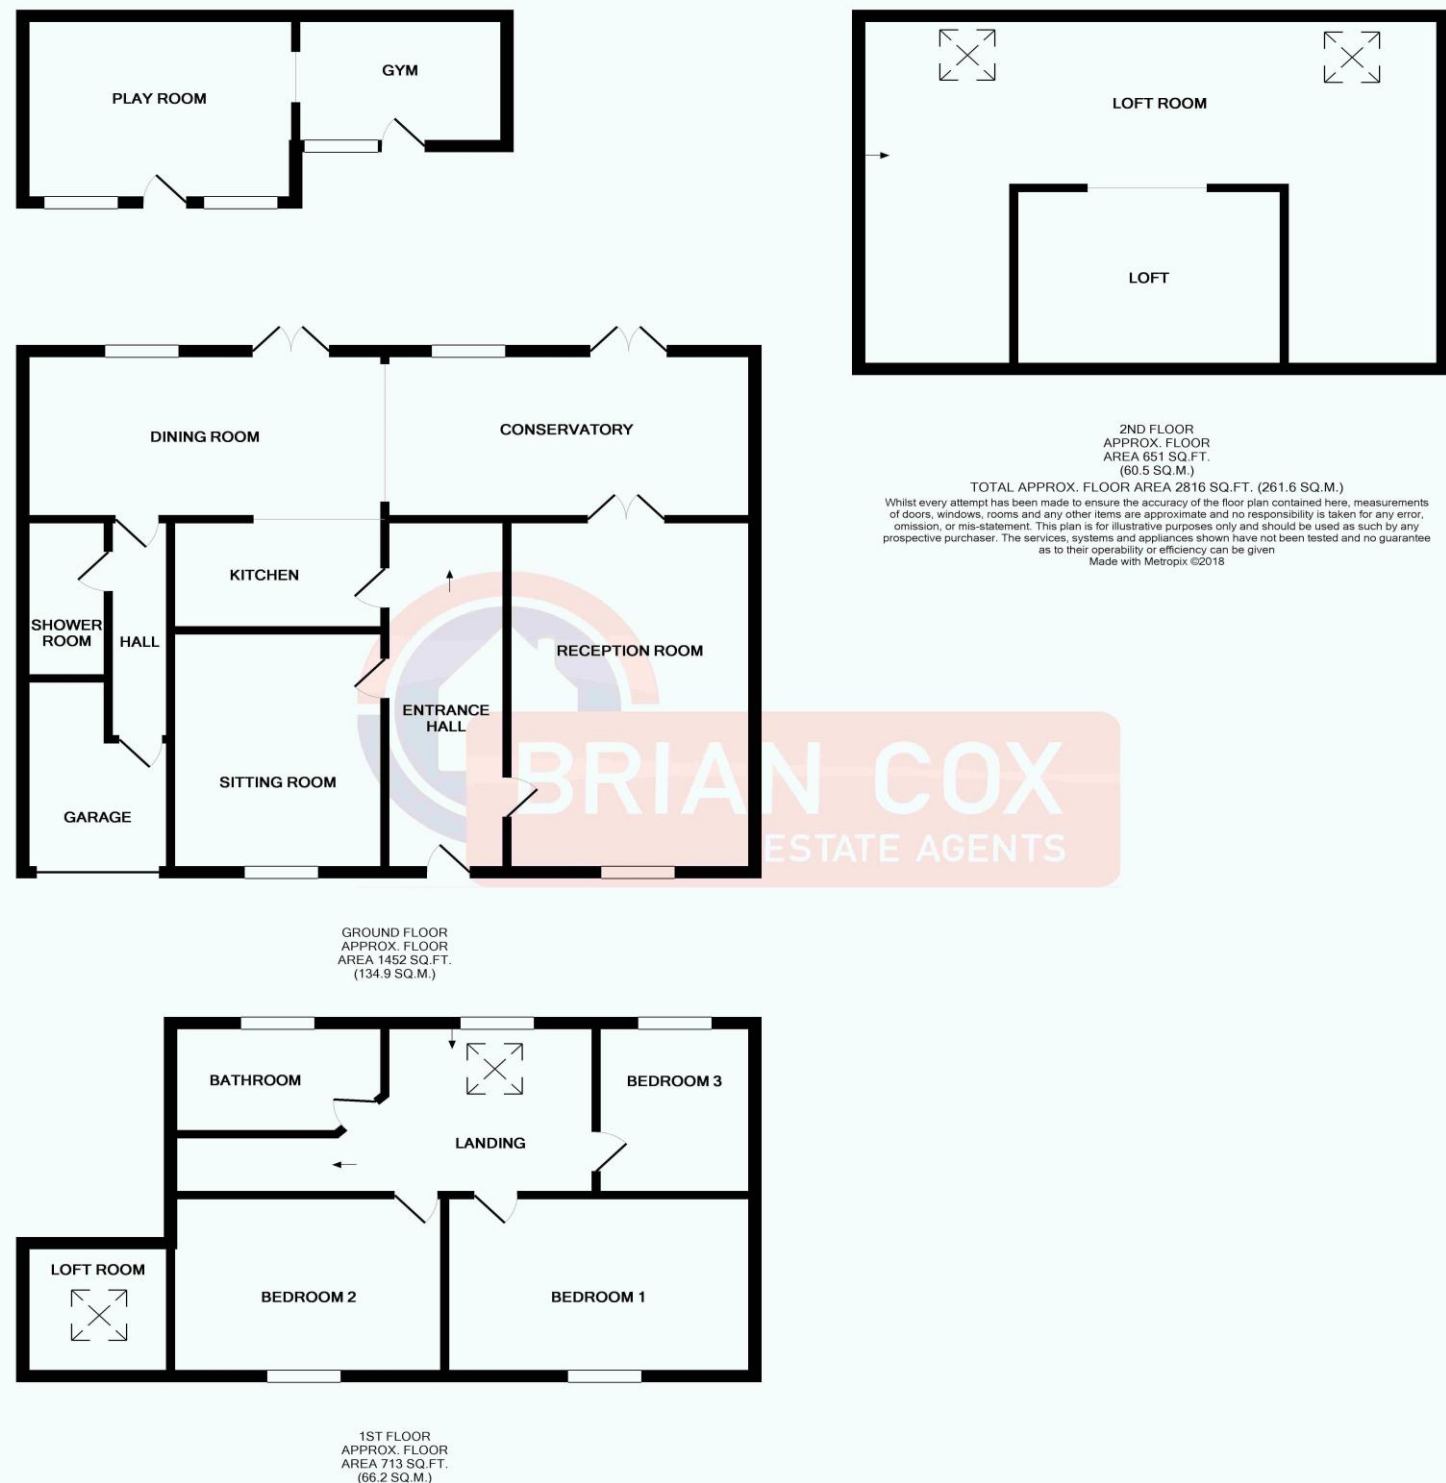 PLAY ROOM
GYM
LOFT ROOM
LOFT
2ND FLOOR
APPROX. FLOOR
AREA 651 SQ.FT.
(60.5 SQ.M.)
TOTAL APPROX. FLOOR AREA 2816 SQ.FT. (261.6 SQ.M.)
Whilst every attempt has been made to ensure the accuracy of the floor plan contained here, measurements
of doors, windows, rooms and any other items are approximate and no responsibility is taken for any error,
omission, or mis-statement. This plan is for illustrative purposes only and should be used as such by any
prospective purchaser. The services, systems and appliances shown have not been tested and no guarantee
as to their operability or efficiency can be given
Made with Metropix ©2018
DINING ROOM
CONSERVATORY
KITCHEN
SHOWER
ROOM
HALL
RECEPTION ROOM
ENTRANCE
HALL
SITTING ROOM
GARAGE
BRIAN COX
ESTATE AGENTS
GROUND FLOOR
APPROX. FLOOR
AREA 1452 SQ.FT.
(134.9 SQ.M.)
BATHROOM
BEDROOM 3
LANDING
LOFT ROOM
BEDROOM 2
BEDROOM 1
1ST FLOOR
APPROX. FLOOR
AREA 713 SQ.FT.
(66.2 SQ.M.)